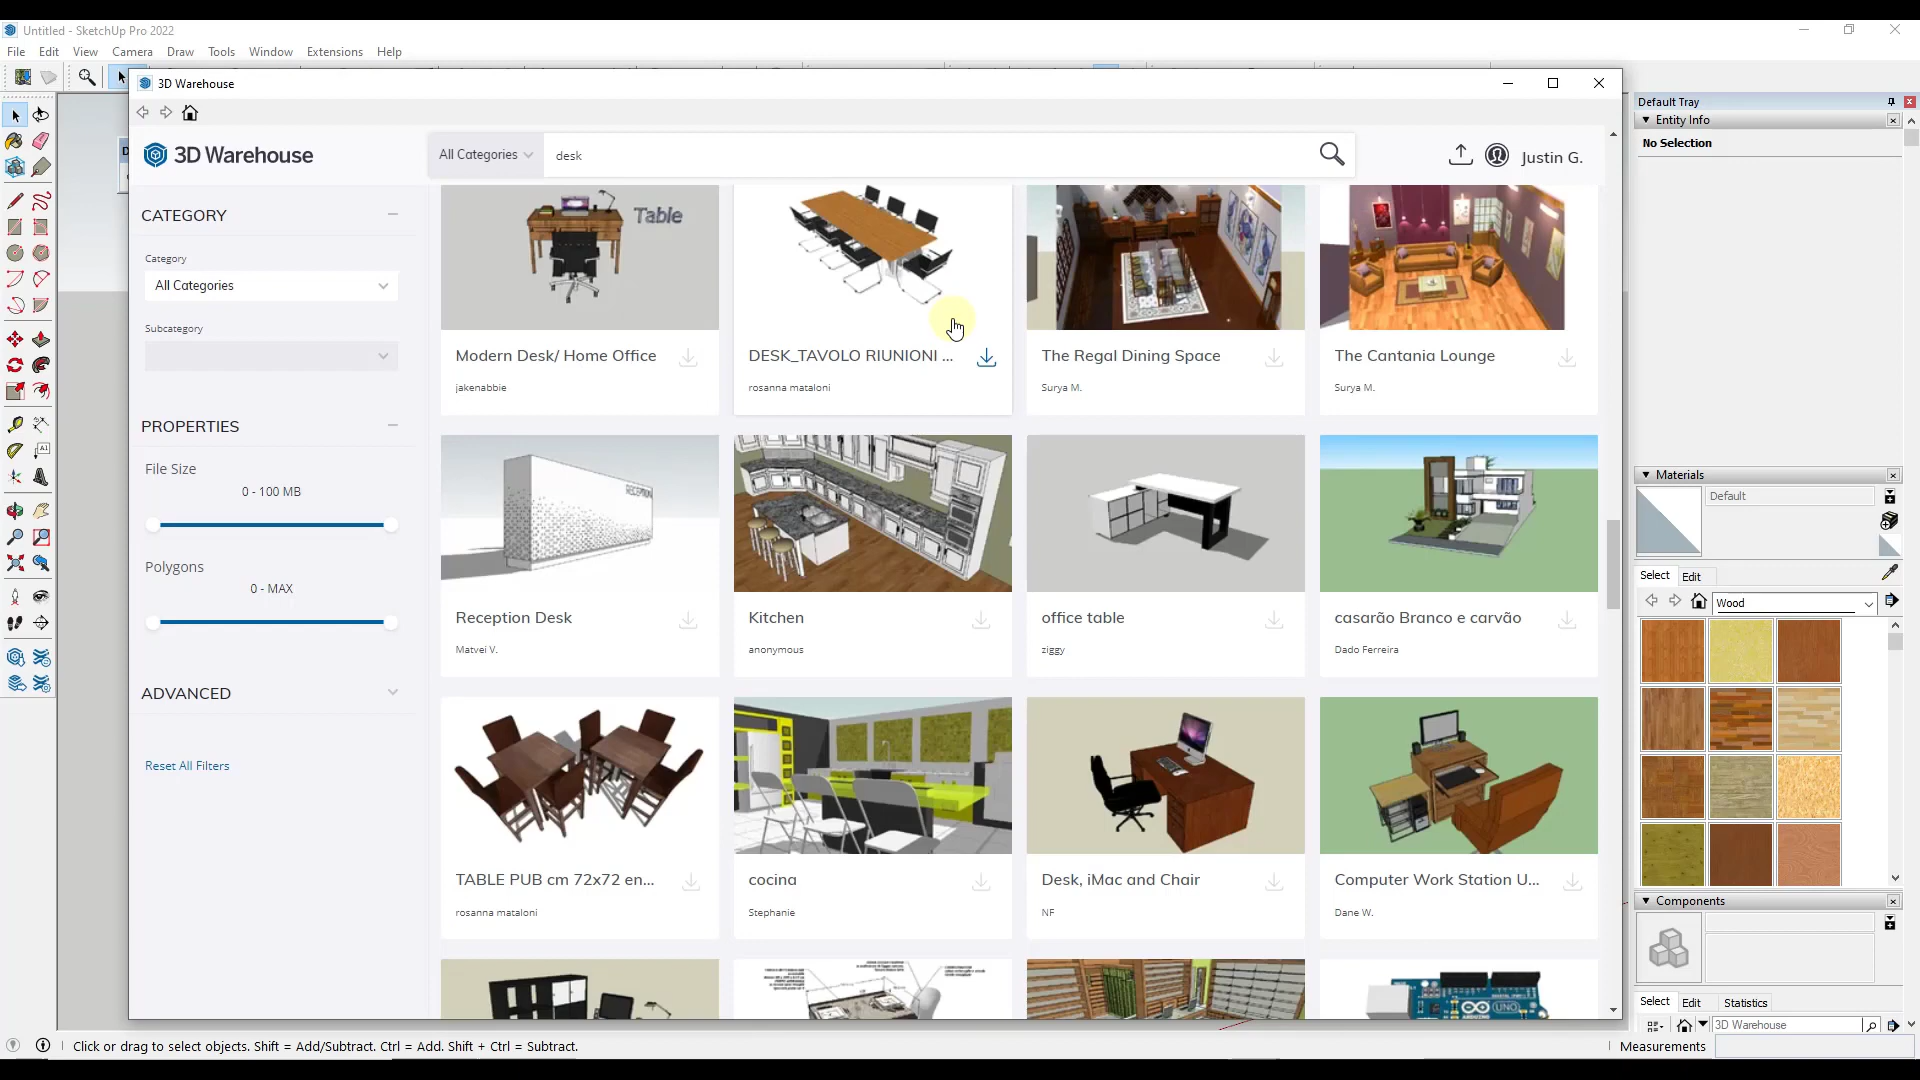 Untitled - SketchUp Pro 2022
File Edit View Camera Draw Tools Window Extensions Help
3D Warehouse
3D Warehouse
All Categories
desk
Justin G.
CATEGORY
Category
All Categories
Subcategory
PROPERTIES
File Size
0 - 100 MB
Polygons
0 - MAX
ADVANCED
Reset All Filters
Table
Modern Desk/ Home Office
jakenabbie
DESK_TAVOLO RIUNIONI ...
rosanna mataloni
The Regal Dining Space
Surya M.
The Cantania Lounge
Surya M.
RECEPTION
Reception Desk
Matvei V.
Kitchen
anonymous
office table
ziggy
casarão Branco e carvão
Dado Ferreira
TABLE PUB cm 72x72 en...
rosanna mataloni
cocina
Stephanie
Desk, iMac and Chair
NF
Computer Work Station U...
Dane W.
UNO
Default Tray
Entity Info
No Selection
Materials
Default
Select Edit
Wood
Components
Select Edit Statistics
3D Warehouse
Click or drag to select objects. Shift = Add/Subtract. Ctrl = Add. Shift + Ctrl = Subtract.
Measurements